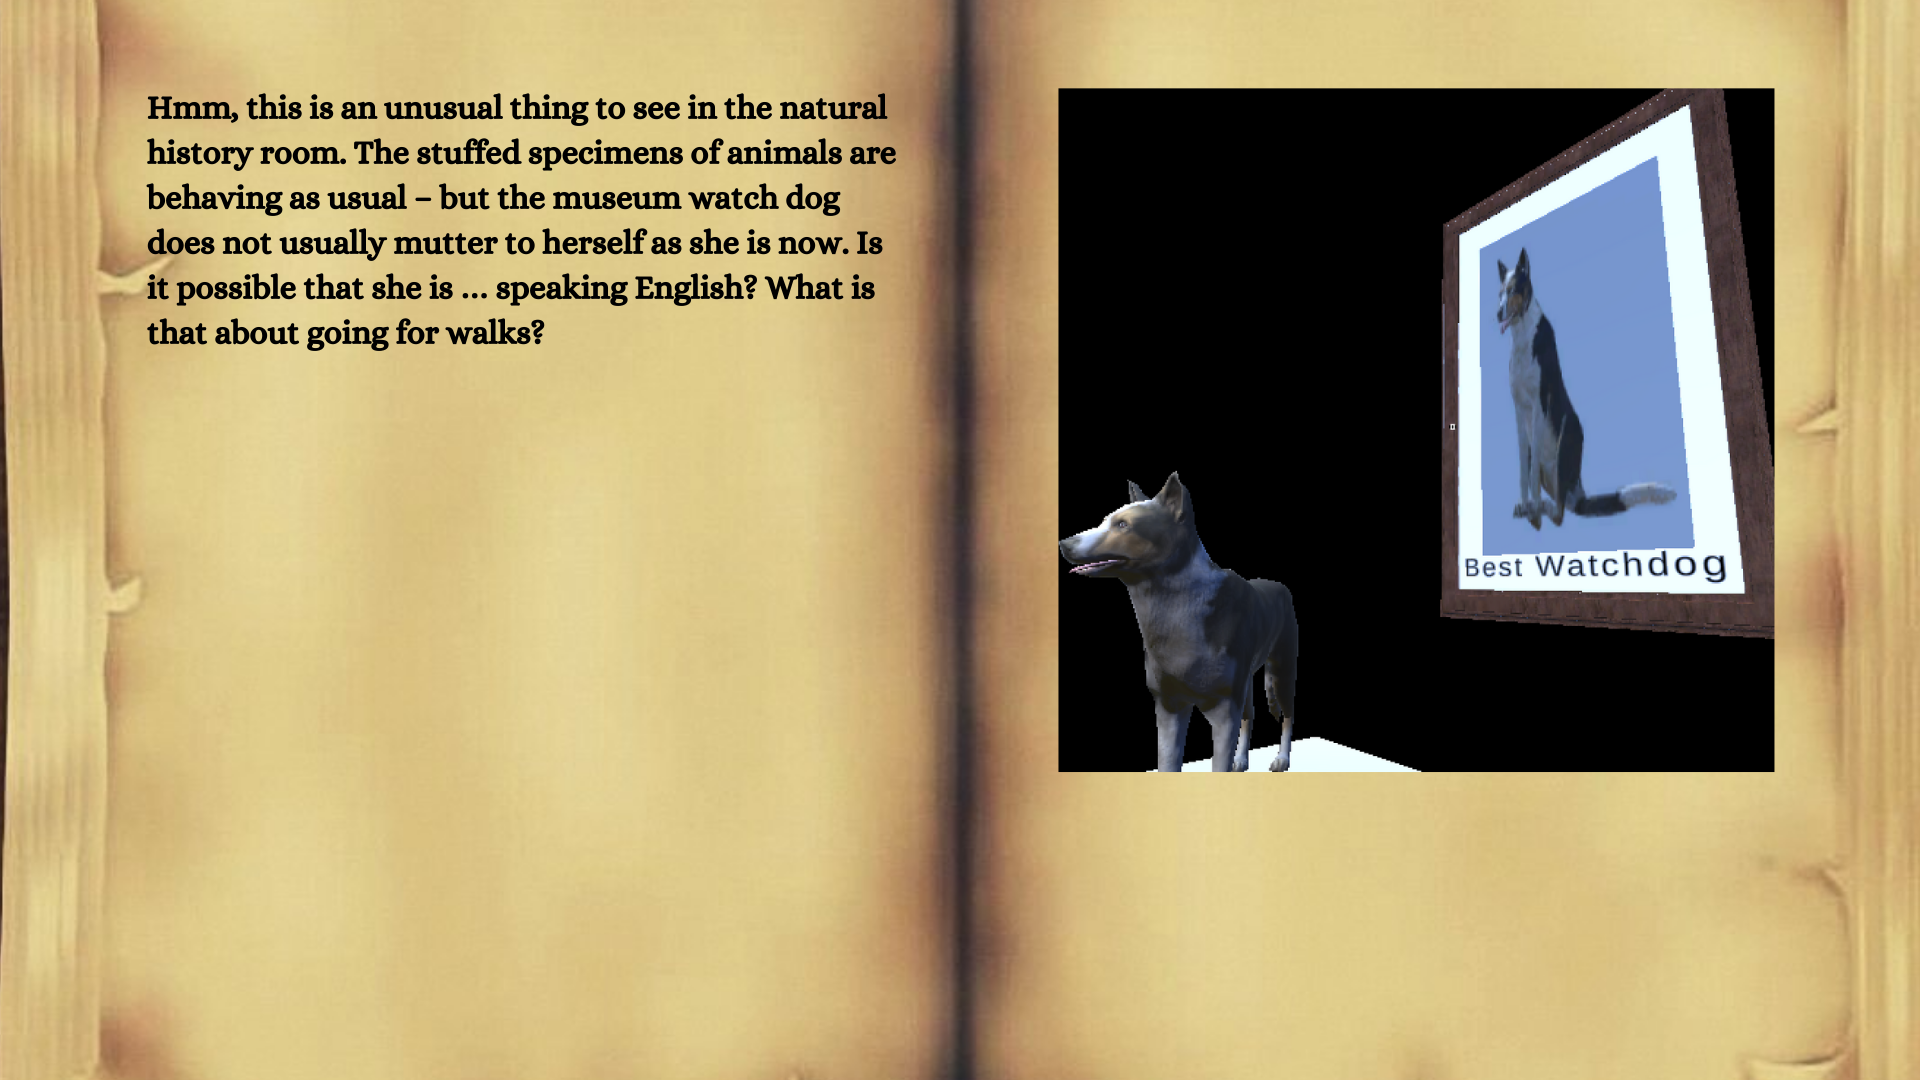 Hmm, this is an unusual thing to see in the natural
history room. The stuffed specimens of animals are
behaving as usual – but the museum watch dog
does not usually mutter to herself as she is now. Is
it possible that she is ... speaking English? What is
that about going for walks?
Best Watchdog